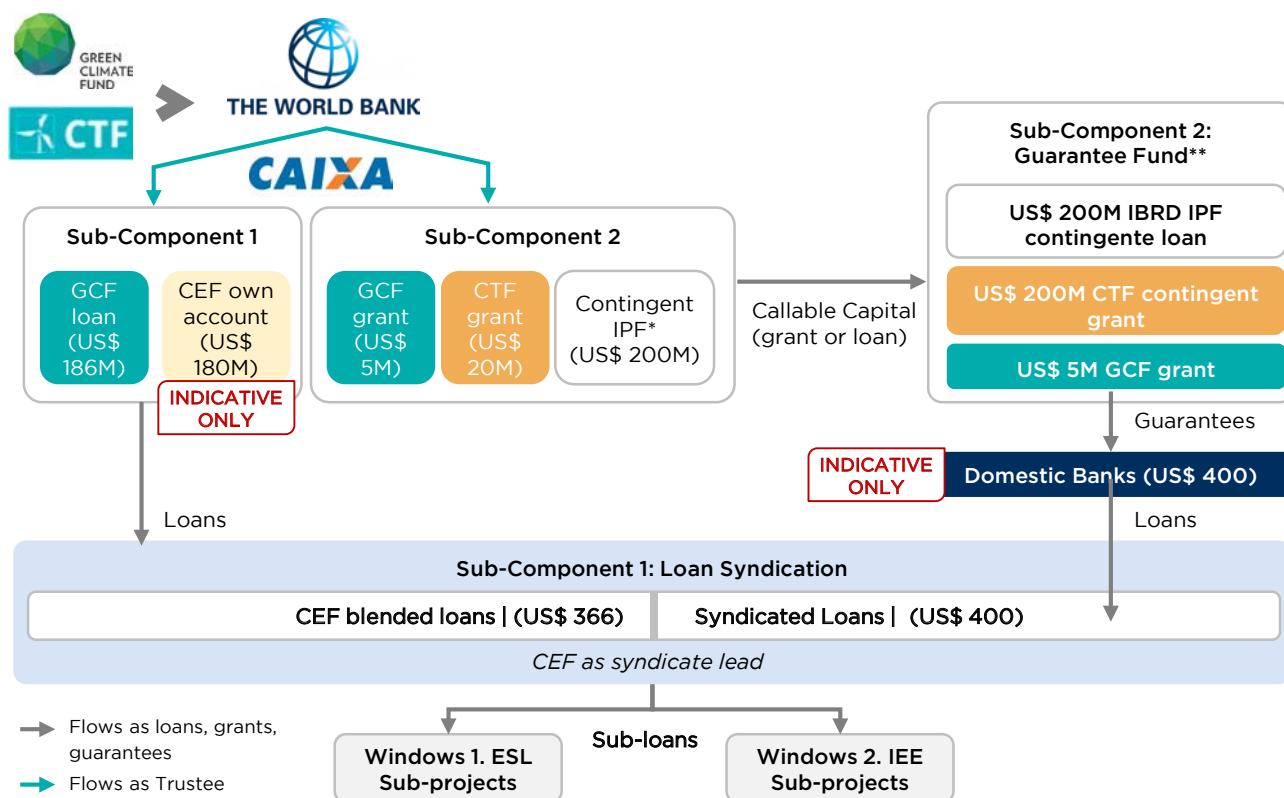 GREEN
CLIMATE
FUND
CTF
THE WORLD BANK
CAIXA
Sub-Component 1
GCF
loan
(US$
186M)
CEF own
account
(US$
180M)
INDICATIVE
ONLY
Sub-Component 2
GCF
grant
(US$
5M)
CTF
grant
(US$
20M)
Contingent
IPF*
(US$ 200M)
Callable Capital
(grant or loan)
Sub-Component 2:
Guarantee Fund**
US$ 200M IBRD IPF
contingente loan
US$ 200M CTF contingent
grant
US$ 5M GCF grant
Guarantees
INDICATIVE
ONLY
Domestic Banks (US$ 400)
Loans
Loans
Sub-Component 1: Loan Syndication
CEF blended loans | (US$ 366)
Syndicated Loans | (US$ 400)
CEF as syndicate lead
Flows as loans, grants,
guarantees
Flows as Trustee
Sub-loans
Windows 1. ESL
Sub-projects
Windows 2. IEE
Sub-projects